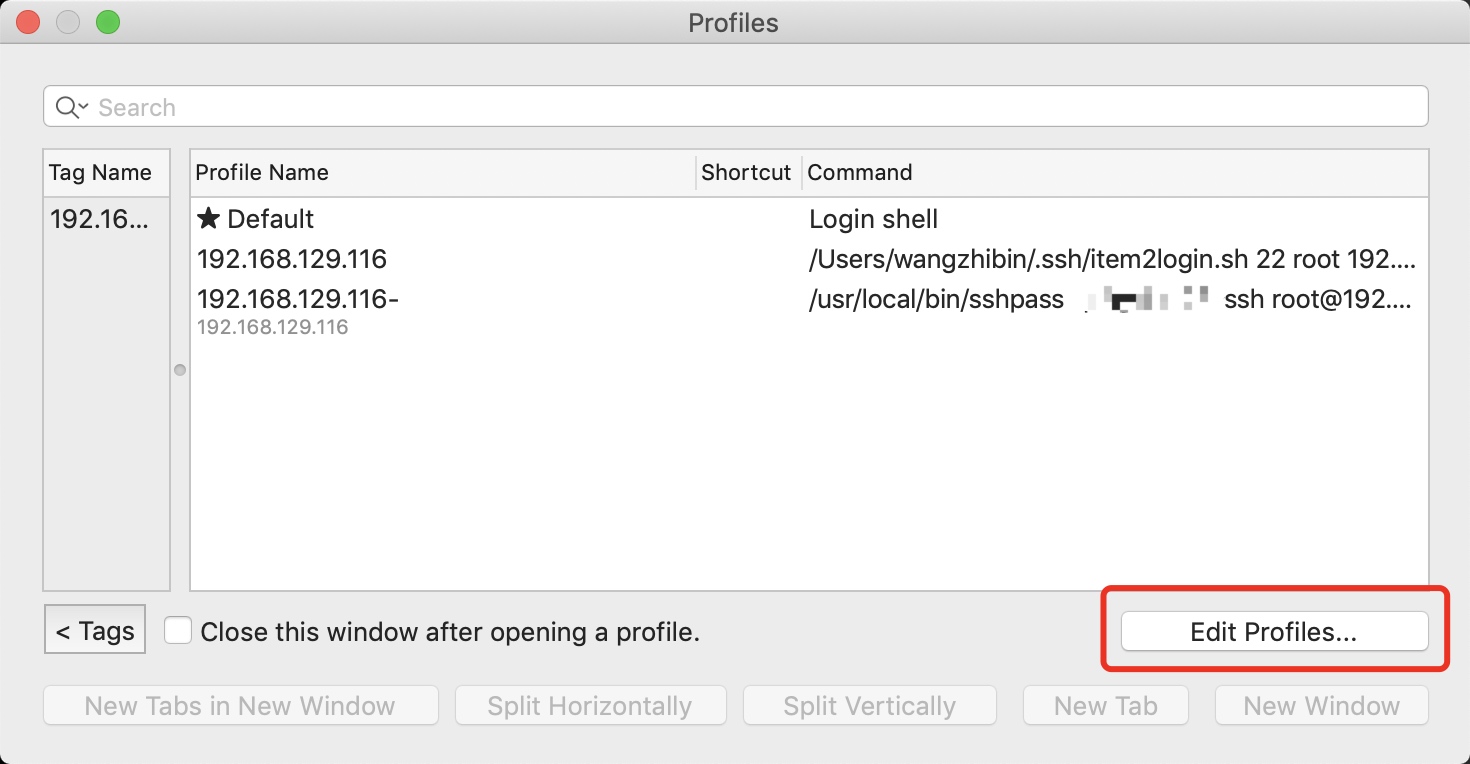 Profiles
Search
Tag Name Profile Name Shortcut Command
192.16... ★ Default Login shell
192.168.129.116 /Users/wangzhibin/.ssh/item2login.sh 22 root 192....
192.168.129.116- /usr/local/bin/sshpass ssh root@192....
192.168.129.116
< Tags Close this window after opening a profile. Edit Profiles...
New Tabs in New Window Split Horizontally Split Vertically New Tab New Window